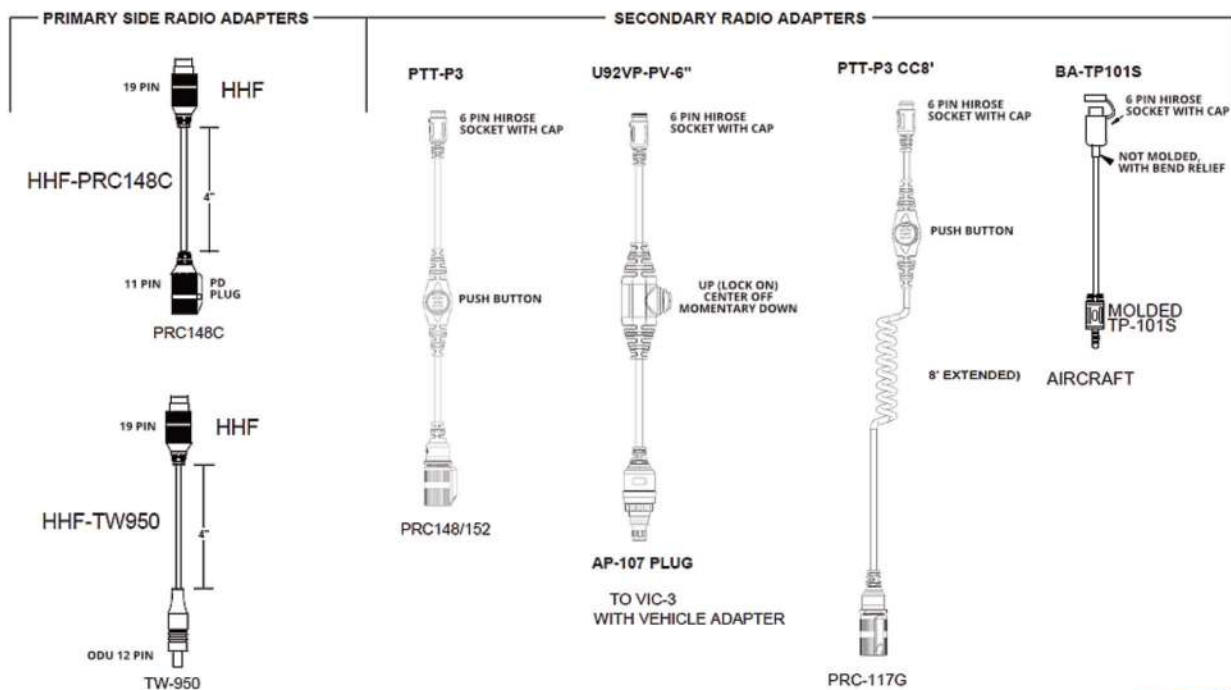 PRIMARY SIDE RADIO ADAPTERS
19 PIN
HHF
HHF-PRC148C
4"
11 PIN
PD
PLUG
PRC148C
19 PIN
HHF
HHF-TW950
4"
ODU 12 PIN
TW-950
SECONDARY RADIO ADAPTERS
PTT-P3
6 PIN HIROSE
SOCKET WITH CAP
PUSH BUTTON
PRC148/152
U92VP-PV-6"
6 PIN HIROSE
SOCKET WITH CAP
UP (LOCK ON)
CENTER OFF
MOMENTARY DOWN
AP-107 PLUG
TO VIC-3
WITH VEHICLE ADAPTER
PTT-P3 CC8'
6 PIN HIROSE
SOCKET WITH CAP
PUSH BUTTON
8' EXTENDED)
PRC-117G
BA-TP101S
6 PIN HIROSE
SOCKET WITH CAP
NOT MOLDED,
WITH BEND RELIEF
MOLDED
TP-101S
AIRCRAFT